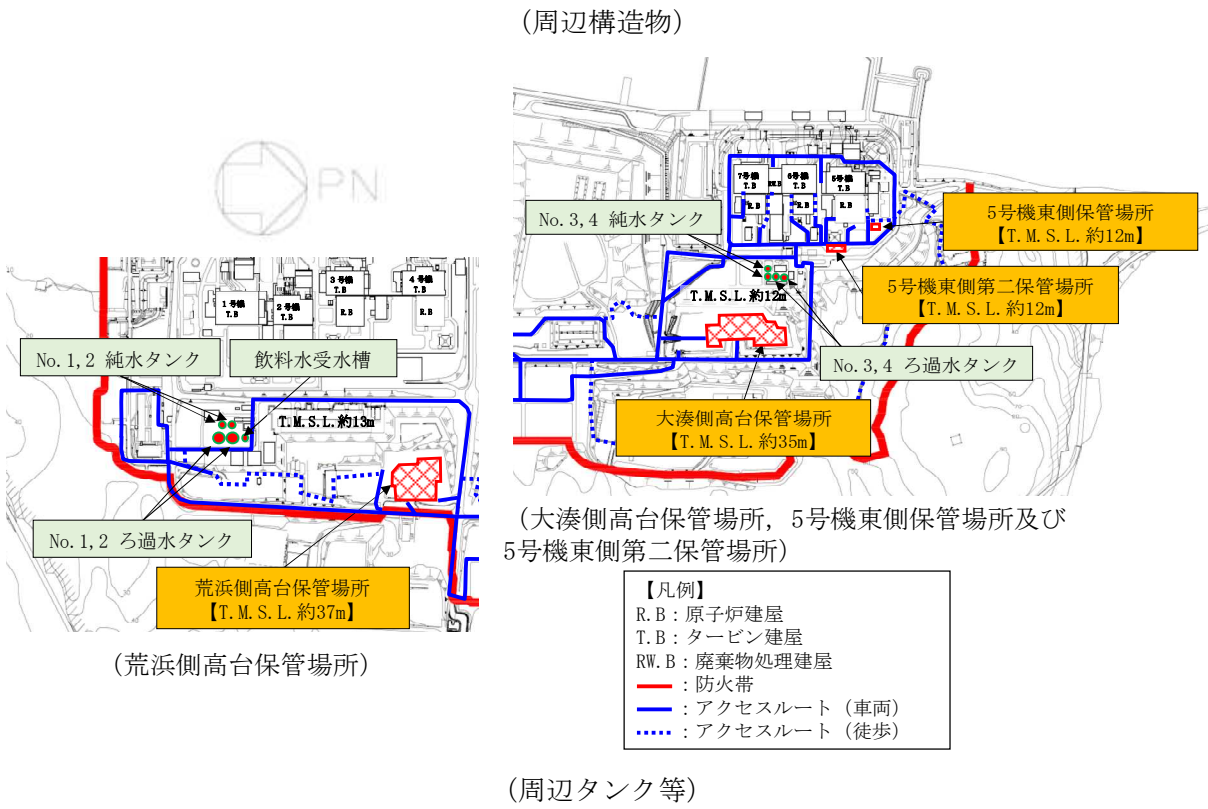 (周辺構造物)
PN
1号機
T.B
2号機
T.B
3号機
T.B
R.B
4号機
T.B
R.B
No.1,2 純水タンク
飲料水受水槽
T.M.S.L.約13m
No.1,2 ろ過水タンク
荒浜側高台保管場所
【T.M.S.L.約37m】
(荒浜側高台保管場所)
7号機
T.B
RW.B
6号機
T.B
5号機
T.B
R.B
R.B
R.B
No.3,4 純水タンク
5号機東側保管場所
【T.M.S.L.約12m】
5号機東側第二保管場所
【T.M.S.L.約12m】
T.M.S.L.約12m
No.3,4 ろ過水タンク
大湊側高台保管場所
【T.M.S.L.約35m】
(大湊側高台保管場所, 5号機東側保管場所及び
5号機東側第二保管場所)
【凡例】
R.B：原子炉建屋
T.B：タービン建屋
RW.B：廃棄物処理建屋
：防火帯
：アクセスルート (車両)
：アクセスルート (徒歩)
(周辺タンク等)